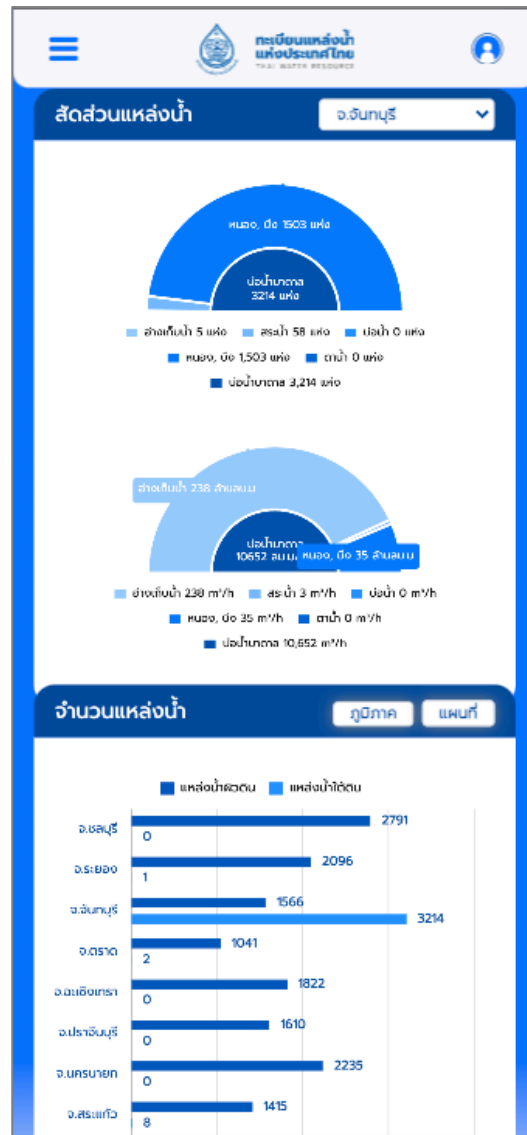 ทะเบียนแหล่งน้ำ
แห่งประเทศไทย
THAI WATER RESOURCE
สัดส่วนแหล่งน้ำ
จ.จันทบุรี
หนอง, บึง 1503 แห่ง
บ่อน้ำบาดาล
3214 แห่ง
อ่างเก็บน้ำ 5 แห่ง สระน้ำ 58 แห่ง บ่อน้ำ 0 แห่ง
หนอง, บึง 1,503 แห่ง ตาน้ำ 0 แห่ง
บ่อน้ำบาดาล 3,214 แห่ง
อ่างเก็บน้ำ 238 ล้านลบ.ม
บ่อน้ำบาดาล
10652 ลบ.ม
หนอง, บึง 35 ล้านลบ.ม
อ่างเก็บน้ำ 238 m³/h สระน้ำ 3 m³/h บ่อน้ำ 0 m³/h
หนอง, บึง 35 m³/h ตาน้ำ 0 m³/h
บ่อน้ำบาดาล 10,652 m³/h
จำนวนแหล่งน้ำ
ภูมิภาค แผนที่
แหล่งน้ำผิวดิน แหล่งน้ำใต้ดิน
จ.ชลบุรี 2791
0
จ.ระยอง 2096
1
จ.จันทบุรี 1566
3214
จ.ตราด 1041
2
จ.ฉะเชิงเทรา 1822
0
จ.ปราจีนบุรี 1610
0
จ.นครนายก 2235
0
จ.สระแก้ว 1415
8